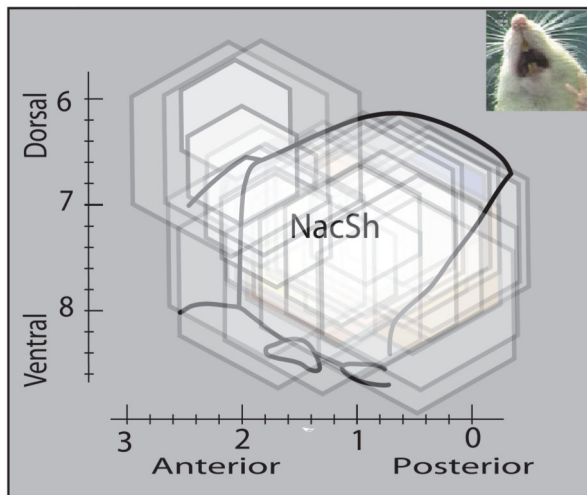 Dorsal
6
7
8
Ventral
NacSh
3
2
1
0
Anterior
Posterior